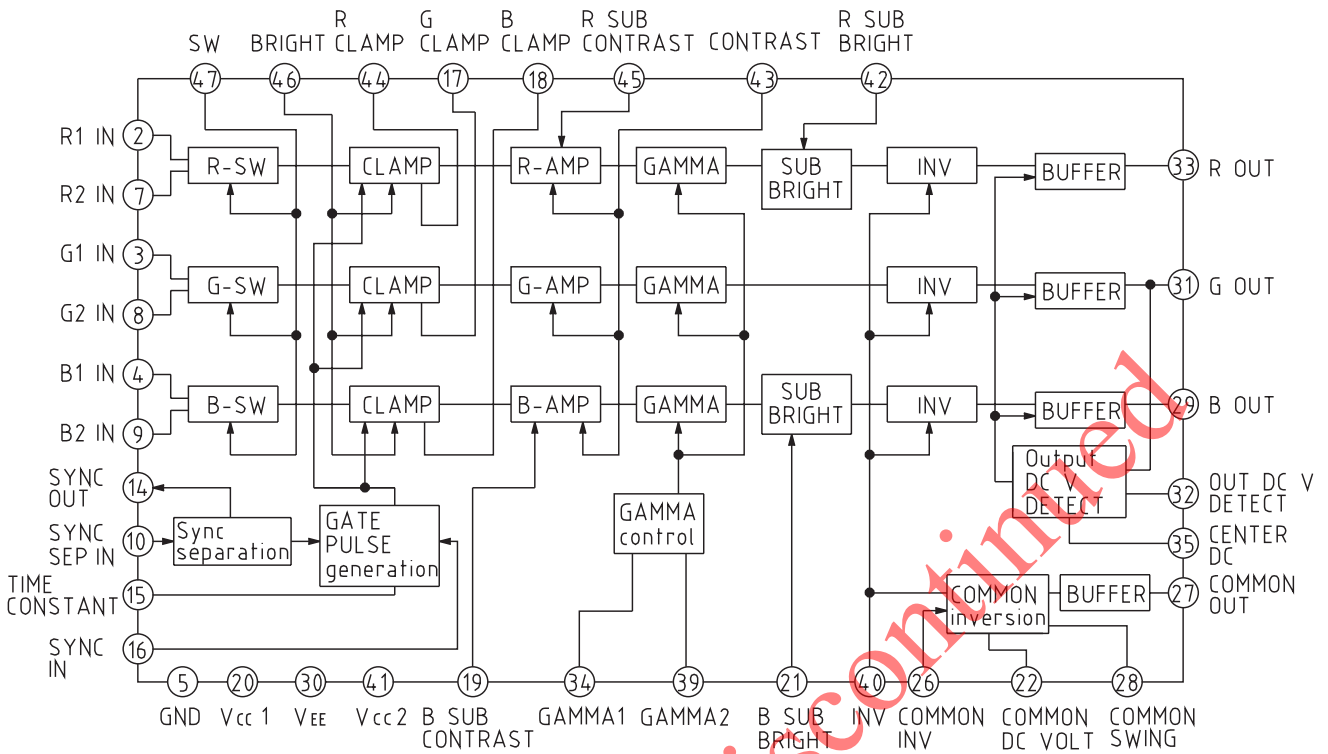 R G B R SUB R SUB
SW BRIGHT CLAMP CLAMP CLAMP CONTRAST CONTRAST BRIGHT
47 46 44 17 18 45 43 42
R1 IN 2
R-SW CLAMP R-AMP GAMMA SUB BRIGHT INV BUFFER 33 R OUT
R2 IN 7
G1 IN 3
G-SW CLAMP G-AMP GAMMA INV BUFFER 31 G OUT
G2 IN 8
B1 IN 4
B-SW CLAMP B-AMP GAMMA SUB BRIGHT INV BUFFER 29 B OUT
B2 IN 9
SYNC
OUT
14
Output
DC V
DETECT
32
OUT DC V
DETECT
SYNC
SEP IN
10
Sync
separation
GATE
PULSE
generation
GAMMA
control
35
CENTER
DC
TIME
CONSTANT
15
COMMON
inversion
BUFFER
27
COMMON
OUT
SYNC
IN
16
5 20 30 41 19 34 39 21 40 26 22 28
GND Vcc 1 VEE Vcc 2 B SUB GAMMA1 GAMMA2 B SUB INV COMMON COMMON COMMON
CONTRAST BRIGHT INV DC VOLT SWING
Discontinued